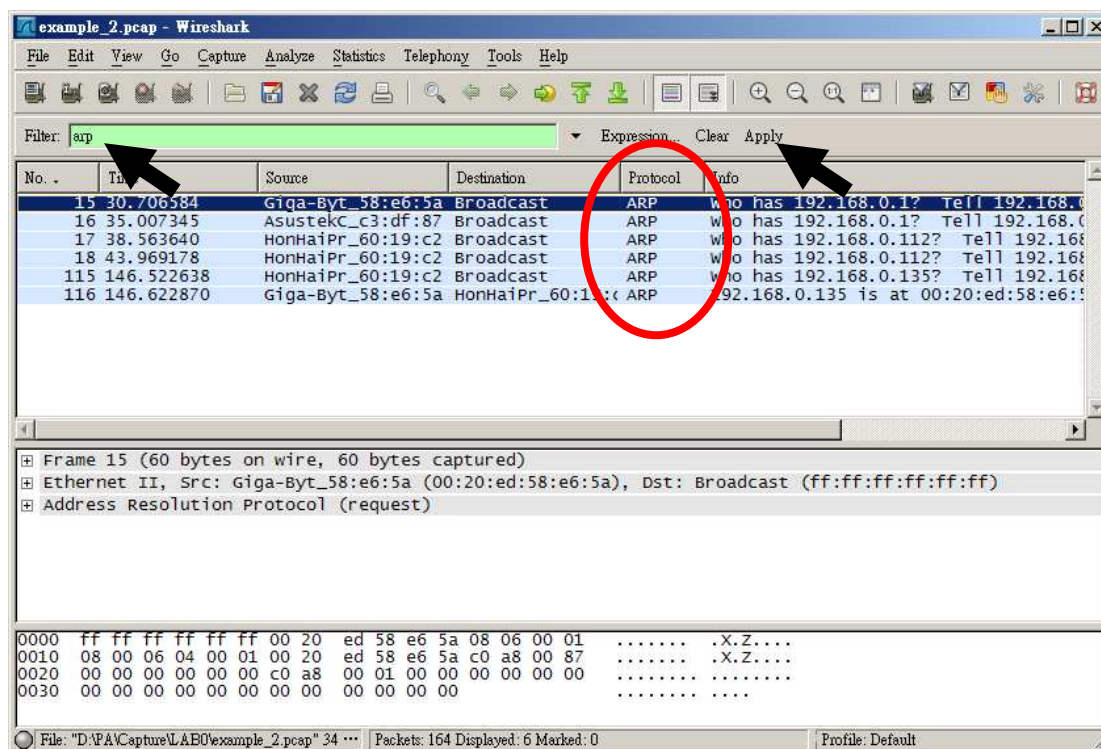 example_2.pcap - Wireshark
File Edit View Go Capture Analyze Statistics Telephony Tools Help
Filter: arp Expression... Clear Apply
No. . Source Destination Protocol Info
15 30.706584 Giga-Byt_58:e6:5a Broadcast ARP who has 192.168.0.1? Tell 192.168.
16 35.007345 AsustekC_c3:df:87 Broadcast ARP who has 192.168.0.1? Tell 192.168.
17 38.563640 HonHaiPr_60:19:c2 Broadcast ARP who has 192.168.0.112? Tell 192.168
18 43.969178 HonHaiPr_60:19:c2 Broadcast ARP who has 192.168.0.112? Tell 192.168
115 146.522638 HonHaiPr_60:19:c2 Broadcast ARP who has 192.168.0.135? Tell 192.168
116 146.622870 Giga-Byt_58:e6:5a HonHaiPr_60:19:c ARP 192.168.0.135 is at 00:20:ed:58:e6:5
Frame 15 (60 bytes on wire, 60 bytes captured)
Ethernet II, Src: Giga-Byt_58:e6:5a (00:20:ed:58:e6:5a), Dst: Broadcast (ff:ff:ff:ff:ff:ff)
Address Resolution Protocol (request)
0000 ff ff ff ff ff ff 00 20 ed 58 e6 5a 08 06 00 01 ....... .X.Z....
0010 08 00 06 04 00 01 00 20 ed 58 e6 5a c0 a8 00 87 ....... .X.Z....
0020 00 00 00 00 00 00 c0 a8 00 01 00 00 00 00 00 00 ........ ........
0030 00 00 00 00 00 00 00 00 00 00 00 00 ........ ....
File: "D:\PA\Capture\LAB0\example_2.pcap" 34 ··· Packets: 164 Displayed: 6 Marked: 0 Profile: Default